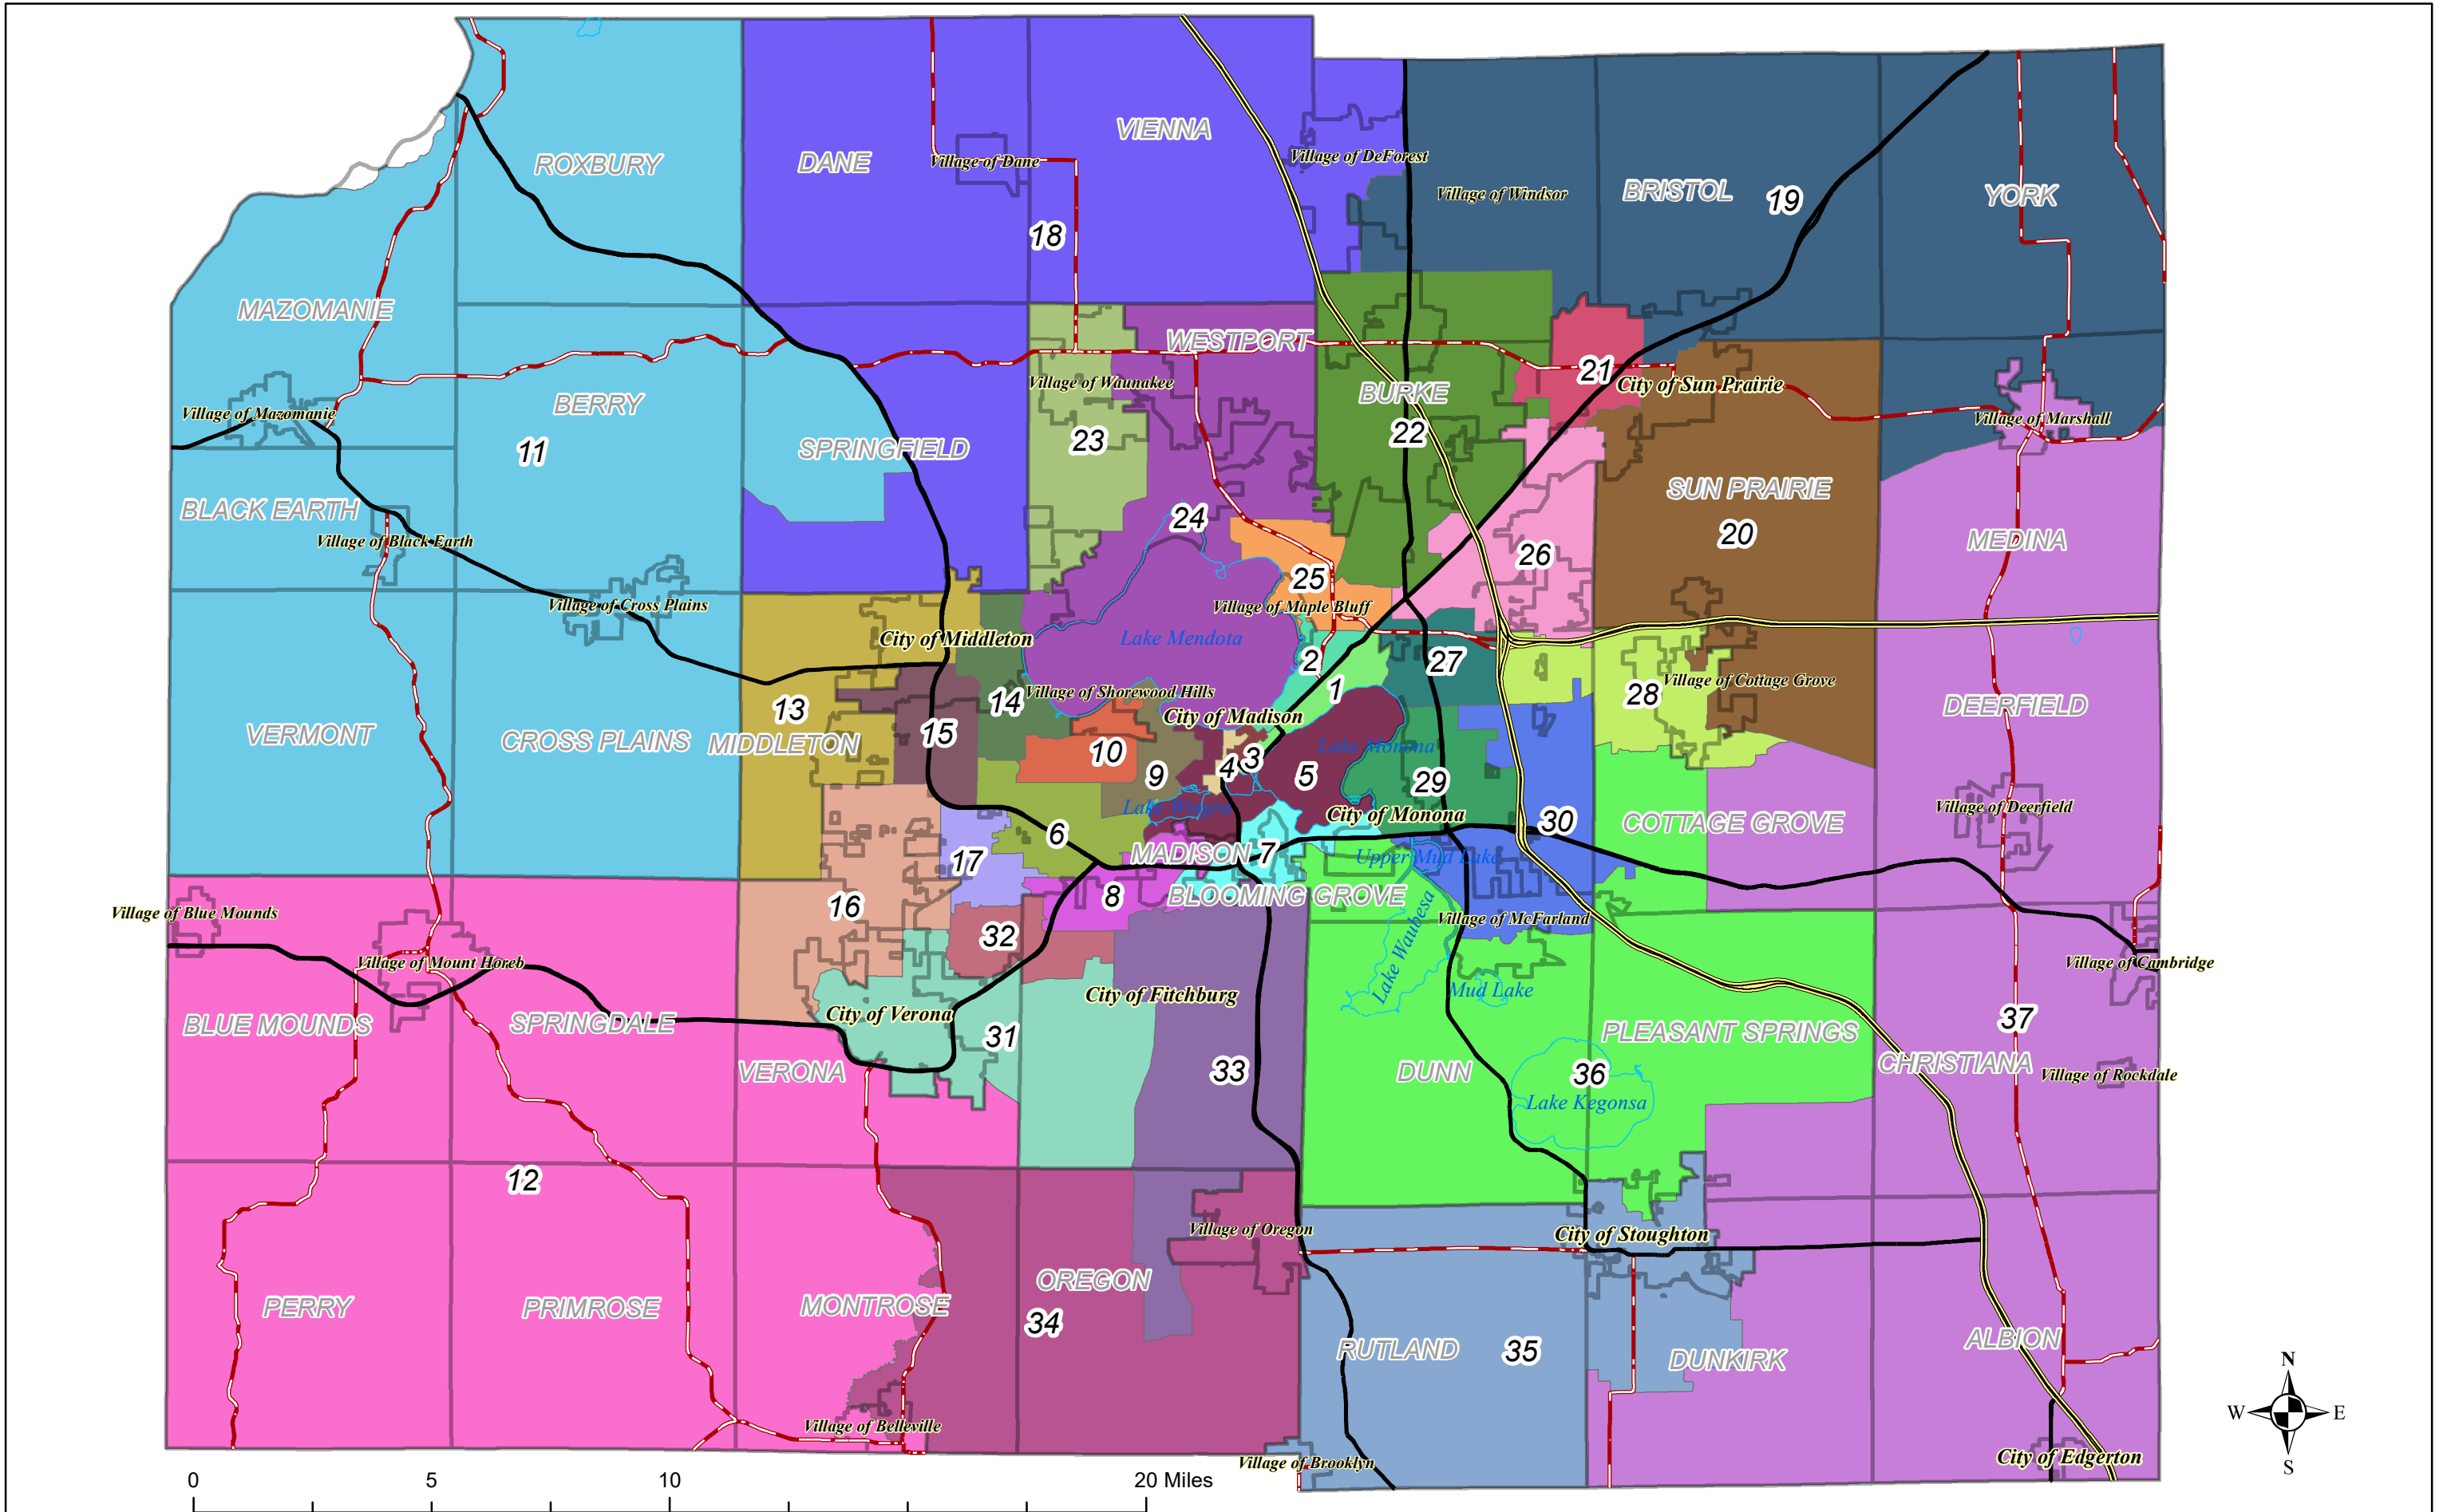 VIENNA
ROXBURY
DANE
Village of Dane
Village of DeForest
Village of Windsor
BRISTOL
19
YORK
18
MAZOMANIE
WESTPORT
21
City of Sun Prairie
Village of Waunakee
BURKE
BERRY
Village of Mazomanie
Village of Marshall
22
23
11
SPRINGFIELD
SUN PRAIRIE
BLACK EARTH
24
20
Village of Black Earth
MEDINA
26
25
Village of Cross Plains
Village of Maple Bluff
City of Middleton
Lake Mendota
2
27
1
Village of Shorewood Hills
28
Village of Cottage Grove
14
13
City of Madison
DEERFIELD
VERMONT
CROSS PLAINS
MIDDLETON
15
10
Lake Monona
3
4
9
5
29
Village of Deerfield
Lake Wingra
City of Monona
30
COTTAGE GROVE
6
17
MADISON
7
Upper Mud Lake
8
BLOOMING GROVE
16
Village of Blue Mounds
Village of McFarland
32
Lake Waubesa
Village of Mount Horeb
Village of Cambridge
Mud Lake
City of Fitchburg
City of Verona
BLUE MOUNDS
SPRINGDALE
31
37
PLEASANT SPRINGS
VERONA
33
DUNN
36
CHRISTIANA
Village of Rockdale
Lake Kegonsa
12
Village of Oregon
City of Stoughton
OREGON
PERRY
PRIMROSE
MONTROSE
34
RUTLAND
35
DUNKIRK
ALBION
N
W
E
S
Village of Belleville
Village of Brooklyn
City of Edgerton
0 5 10 20 Miles